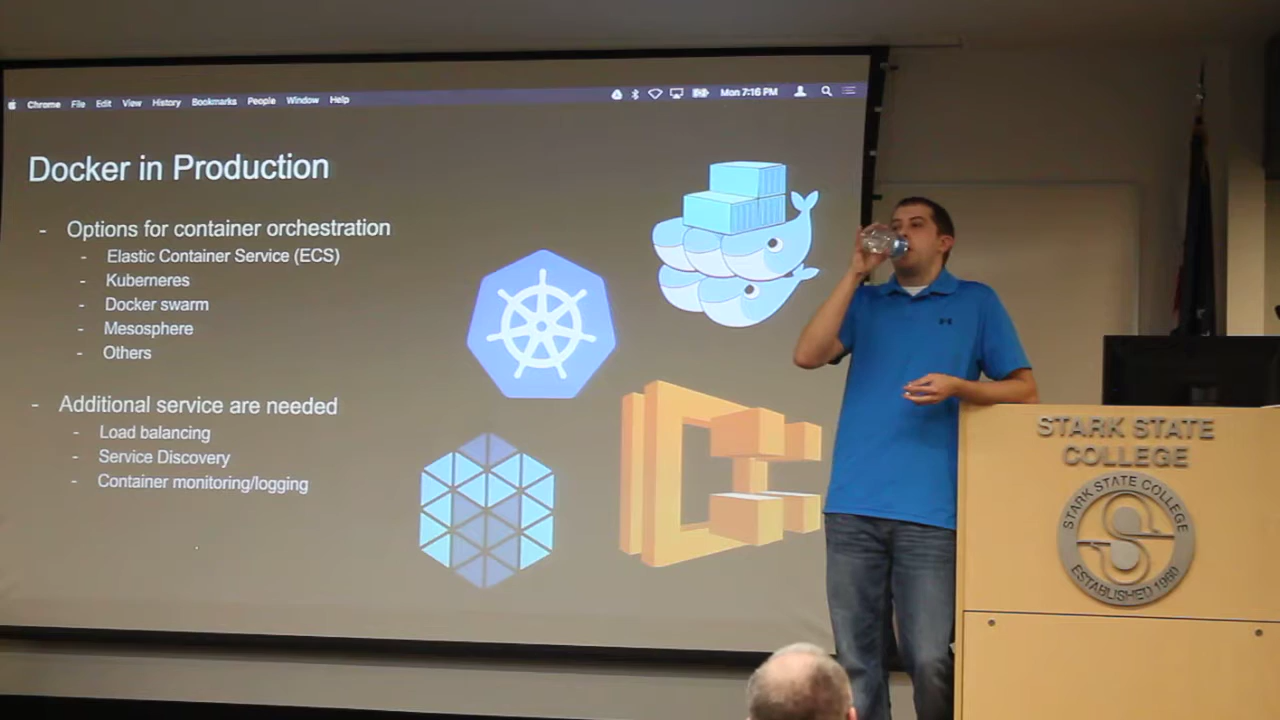 Chrome File Edit View History Bookmarks People Window Help Mon 7:16 PM
Docker in Production
- Options for container orchestration
- Elastic Container Service (ECS)
- Kuberneres
- Docker swarm
- Mesosphere
- Others
- Additional service are needed
- Load balancing
- Service Discovery
- Container monitoring/logging
STARK STATE
COLLEGE
STARK STATE COLLEGE
ESTABLISHED 1960